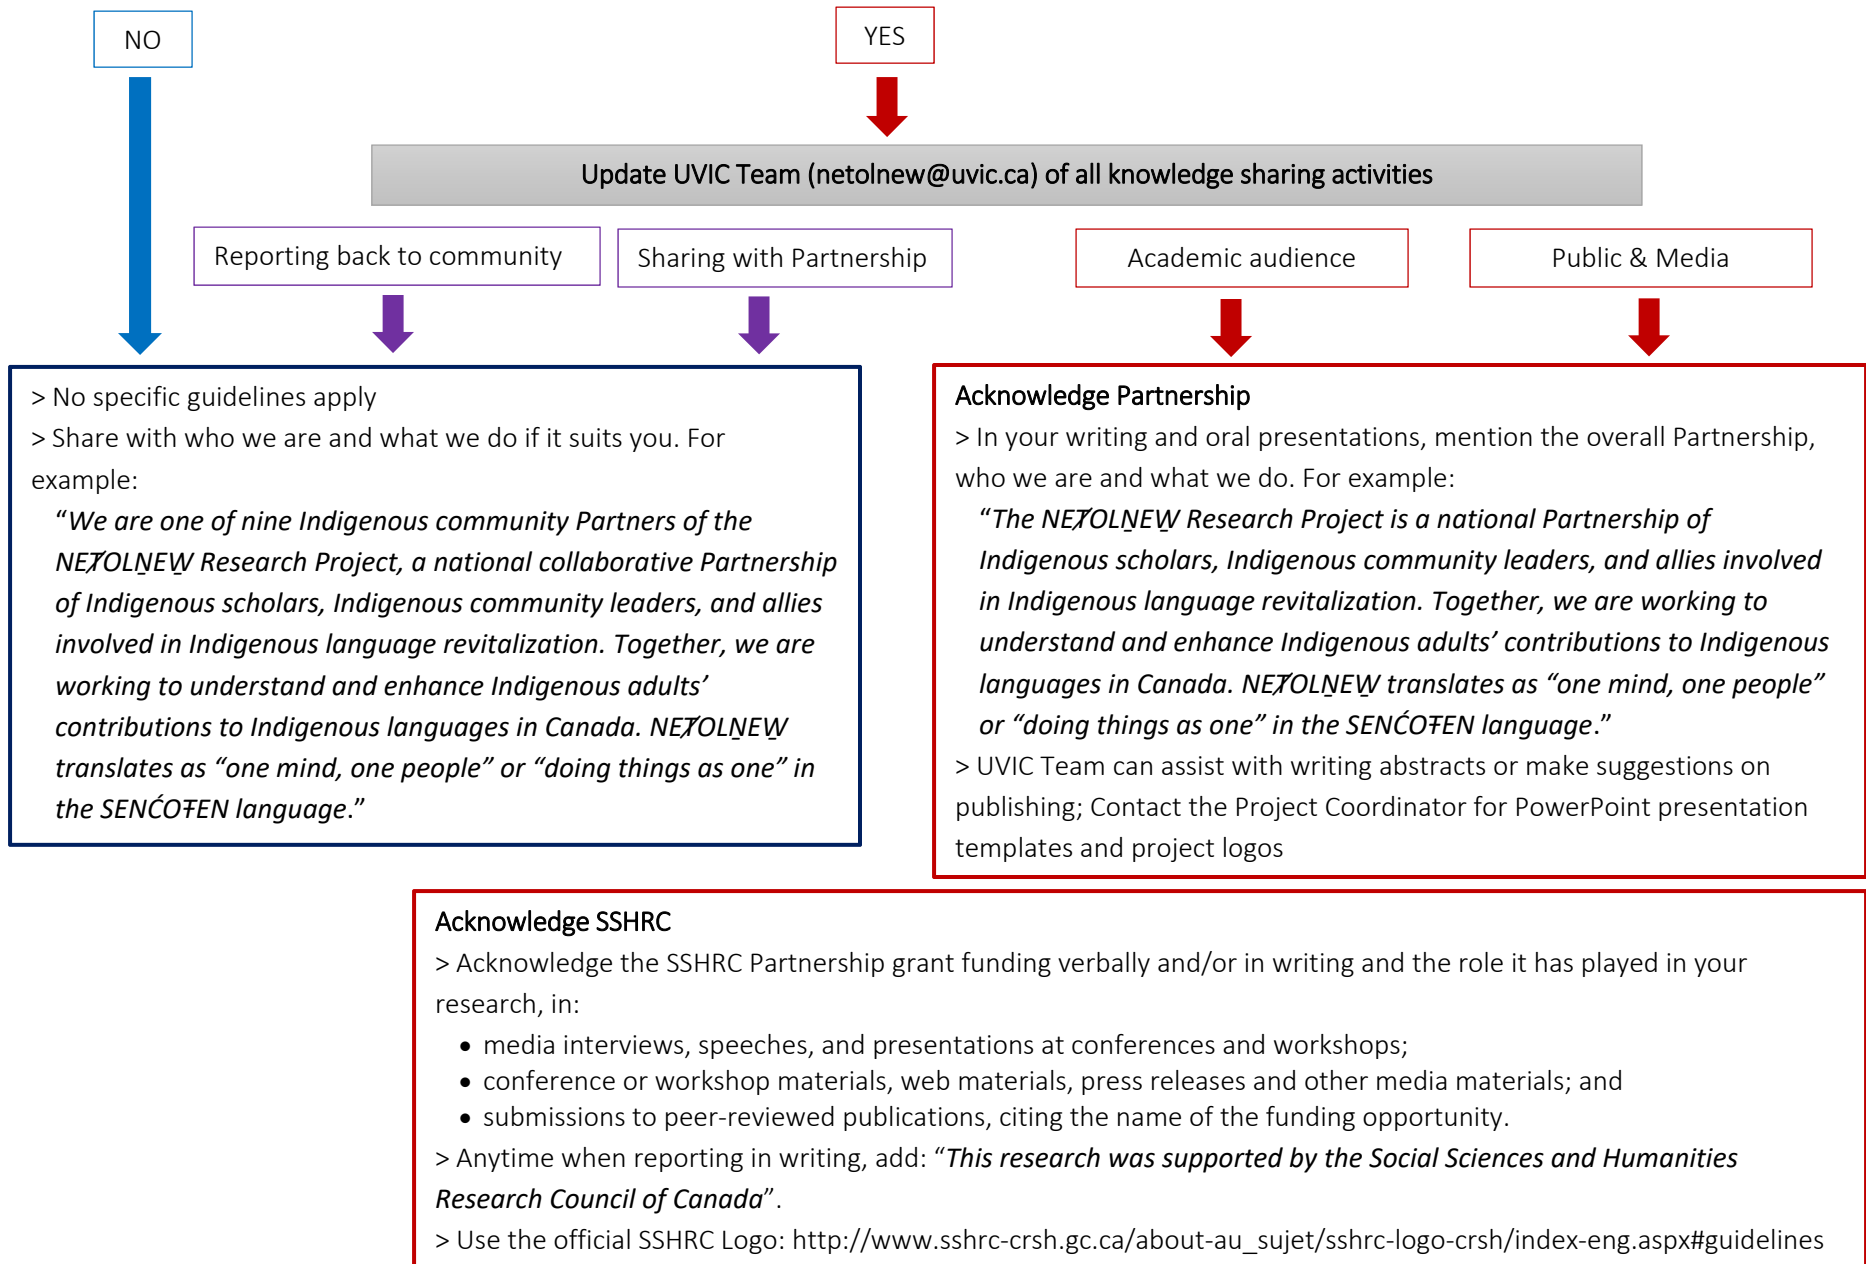 NO
YES
Update UVIC Team (netolnew@uvic.ca) of all knowledge sharing activities
Reporting back to community
Sharing with Partnership
Academic audience
Public & Media
> No specific guidelines apply
> Share with who we are and what we do if it suits you. For
example:
“We are one of nine Indigenous community Partners of the
NEȾOLṈEW̱ Research Project, a national collaborative Partnership
of Indigenous scholars, Indigenous community leaders, and allies
involved in Indigenous language revitalization. Together, we are
working to understand and enhance Indigenous adults’
contributions to Indigenous languages in Canada. NEȾOLṈEW̱
translates as “one mind, one people” or “doing things as one” in
the SENĆOŦEN language.”
Acknowledge Partnership
> In your writing and oral presentations, mention the overall Partnership,
who we are and what we do. For example:
“The NEȾOLṈEW̱ Research Project is a national Partnership of
Indigenous scholars, Indigenous community leaders, and allies involved
in Indigenous language revitalization. Together, we are working to
understand and enhance Indigenous adults’ contributions to Indigenous
languages in Canada. NEȾOLṈEW̱ translates as “one mind, one people”
or “doing things as one” in the SENĆOŦEN language.”
> UVIC Team can assist with writing abstracts or make suggestions on
publishing; Contact the Project Coordinator for PowerPoint presentation
templates and project logos
Acknowledge SSHRC
> Acknowledge the SSHRC Partnership grant funding verbally and/or in writing and the role it has played in your
research, in:
• media interviews, speeches, and presentations at conferences and workshops;
• conference or workshop materials, web materials, press releases and other media materials; and
• submissions to peer-reviewed publications, citing the name of the funding opportunity.
> Anytime when reporting in writing, add: “This research was supported by the Social Sciences and Humanities
Research Council of Canada”.
> Use the official SSHRC Logo: http://www.sshrc-crsh.gc.ca/about-au_sujet/sshrc-logo-crsh/index-eng.aspx#guidelines